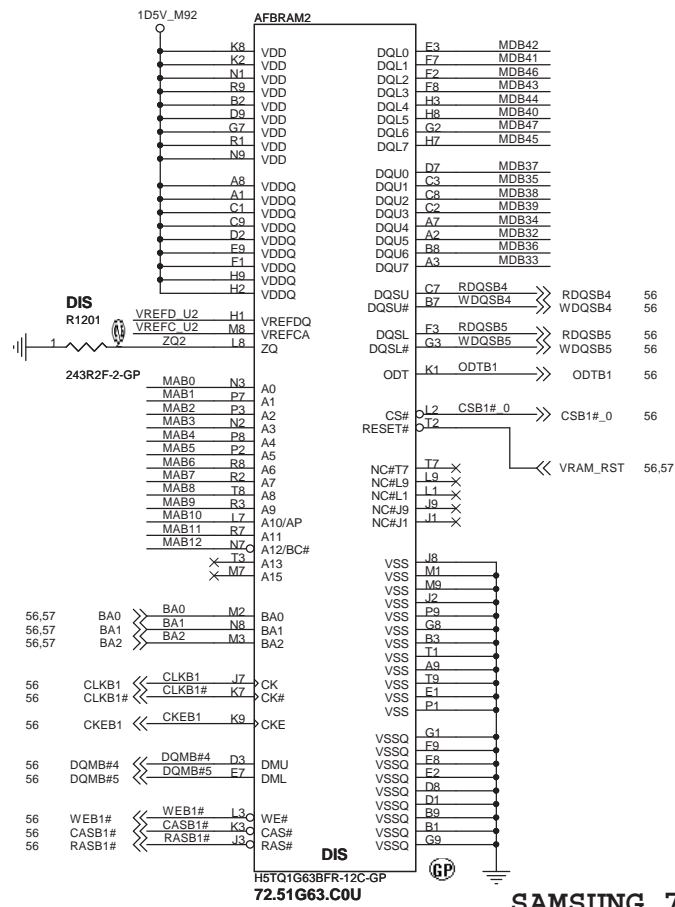 1D5V_M92
AFBRAM2
K8 VDD
K2 VDD
N1 VDD
R9 VDD
B2 VDD
D9 VDD
G7 VDD
R1 VDD
N9 VDD
A8 VDDQ
A1 VDDQ
C1 VDDQ
C9 VDDQ
D2 VDDQ
E9 VDDQ
F1 VDDQ
H9 VDDQ
H2 VDDQ
DIS
R1201
VREFD_U2 H1 VREFDQ
VREFC_U2 M8 VREFCA
1 2 ZQ2 L8 ZQ
243R2F-2-GP
MAB0 N3 A0
MAB1 P7 A1
MAB2 P3 A2
MAB3 N2 A3
MAB4 P8 A4
MAB5 P2 A5
MAB6 R8 A6
MAB7 R2 A7
MAB8 T8 A8
MAB9 R3 A9
MAB10 L7 A10/AP
MAB11 R7 A11
MAB12 N7 A12/BC#
T3 A13
M7 A15
56,57 BA0 BA0 M2 BA0
56,57 BA1 BA1 N8 BA1
56,57 BA2 BA2 M3 BA2
56 CLKB1 CLKB1 J7 CK
56 CLKB1# CLKB1# K7 CK#
56 CKEB1 CKEB1 K9 CKE
56 DQMB#4 DQMB#4 D3 DMU
56 DQMB#5 DQMB#5 E7 DML
56 WEB1# WEB1# L3 WE#
56 CASB1# CASB1# K3 CAS#
56 RASB1# RASB1# J3 RAS#
DQL0 E3 MDB42
DQL1 F7 MDB41
DQL2 F2 MDB46
DQL3 F8 MDB43
DQL4 H3 MDB44
DQL5 H8 MDB40
DQL6 G2 MDB47
DQL7 H7 MDB45
DQU0 D7 MDB37
DQU1 C3 MDB35
DQU2 C8 MDB38
DQU3 C2 MDB39
DQU4 A7 MDB34
DQU5 A2 MDB32
DQU6 B8 MDB36
DQU7 A3 MDB33
DQSU C7 RDQSB4 RDQSB4 56
DQSU# B7 WDQSB4 WDQSB4 56
DQSL F3 RDQSB5 RDQSB5 56
DQSL# G3 WDQSB5 WDQSB5 56
ODT K1 ODTB1 ODTB1 56
CS# L2 CSB1#_0 CSB1#_0 56
RESET# T2
VRAM_RST 56,57
NC#T7 T7
NC#L9 L9
NC#L1 L1
NC#J9 J9
NC#J1 J1
VSS J8
VSS M1
VSS M9
VSS J2
VSS P9
VSS G8
VSS B3
VSS T1
VSS A9
VSS T9
VSS E1
VSS P1
VSSQ G1
VSSQ F9
VSSQ E8
VSSQ E2
VSSQ D8
VSSQ D1
VSSQ B9
VSSQ B1
VSSQ G9
DIS
GP
H5TQ1G63BFR-12C-GP
72.51G63.C0U
SAMSUNG 7